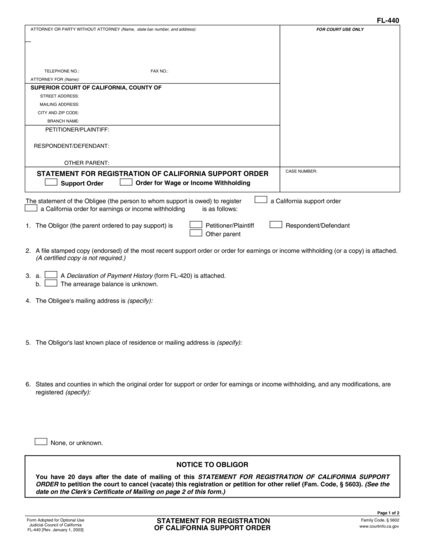 FL-440
ATTORNEY OR PARTY WITHOUT ATTORNEY (Name, state bar number, and address):
FOR COURT USE ONLY
TELEPHONE NO.: FAX NO.:
ATTORNEY FOR (Name):
SUPERIOR COURT OF CALIFORNIA, COUNTY OF
STREET ADDRESS:
MAILING ADDRESS:
CITY AND ZIP CODE:
BRANCH NAME:
PETITIONER/PLAINTIFF:
RESPONDENT/DEFENDANT:
OTHER PARENT:
STATEMENT FOR REGISTRATION OF CALIFORNIA SUPPORT ORDER
Support Order Order for Wage or Income Withholding
CASE NUMBER:
The statement of the Obligee (the person to whom support is owed) to register a California support order
a California order for earnings or income withholding is as follows:
1. The Obligor (the parent ordered to pay support) is Petitioner/Plaintiff Respondent/Defendant
Other parent
2. A file stamped copy (endorsed) of the most recent support order or order for earnings or income withholding (or a copy) is attached.
(A certified copy is not required.)
3. a. A Declaration of Payment History (form FL-420) is attached.
b. The arrearage balance is unknown.
4. The Obligee's mailing address is (specify):
5. The Obligor's last known place of residence or mailing address is (specify):
6. States and counties in which the original order for support or order for earnings or income withholding, and any modifications, are
registered (specify):
None, or unknown.
NOTICE TO OBLIGOR
You have 20 days after the date of mailing of this STATEMENT FOR REGISTRATION OF CALIFORNIA SUPPORT
ORDER to petition the court to cancel (vacate) this registration or petition for other relief (Fam. Code, § 5603). (See the
date on the Clerk's Certificate of Mailing on page 2 of this form.)
Page 1 of 2
Form Adopted for Optional Use
Judicial Council of California
FL-440 [Rev. January 1, 2003]
STATEMENT FOR REGISTRATION
OF CALIFORNIA SUPPORT ORDER
Family Code, § 5602
www.courtinfo.ca.gov